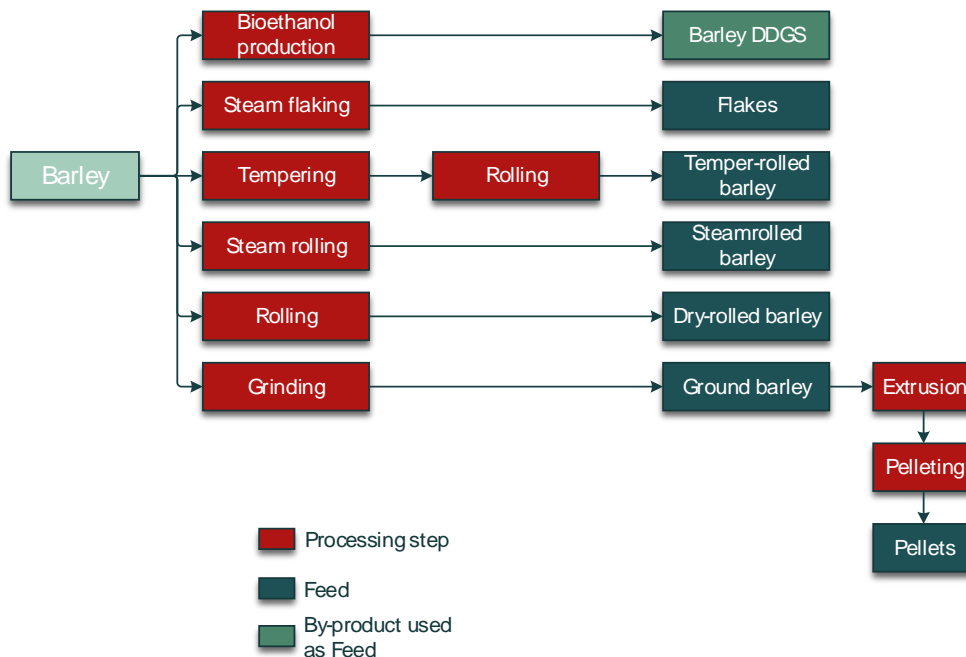 Bioethanol
production
Barley DDGS
Steam flaking
Flakes
Barley
Tempering
Rolling
Temper-rolled
barley
Steam rolling
Steamrolled
barley
Rolling
Dry-rolled barley
Grinding
Ground barley
Extrusion
Pelleting
Pellets
Processing step
Feed
By-product used
as Feed